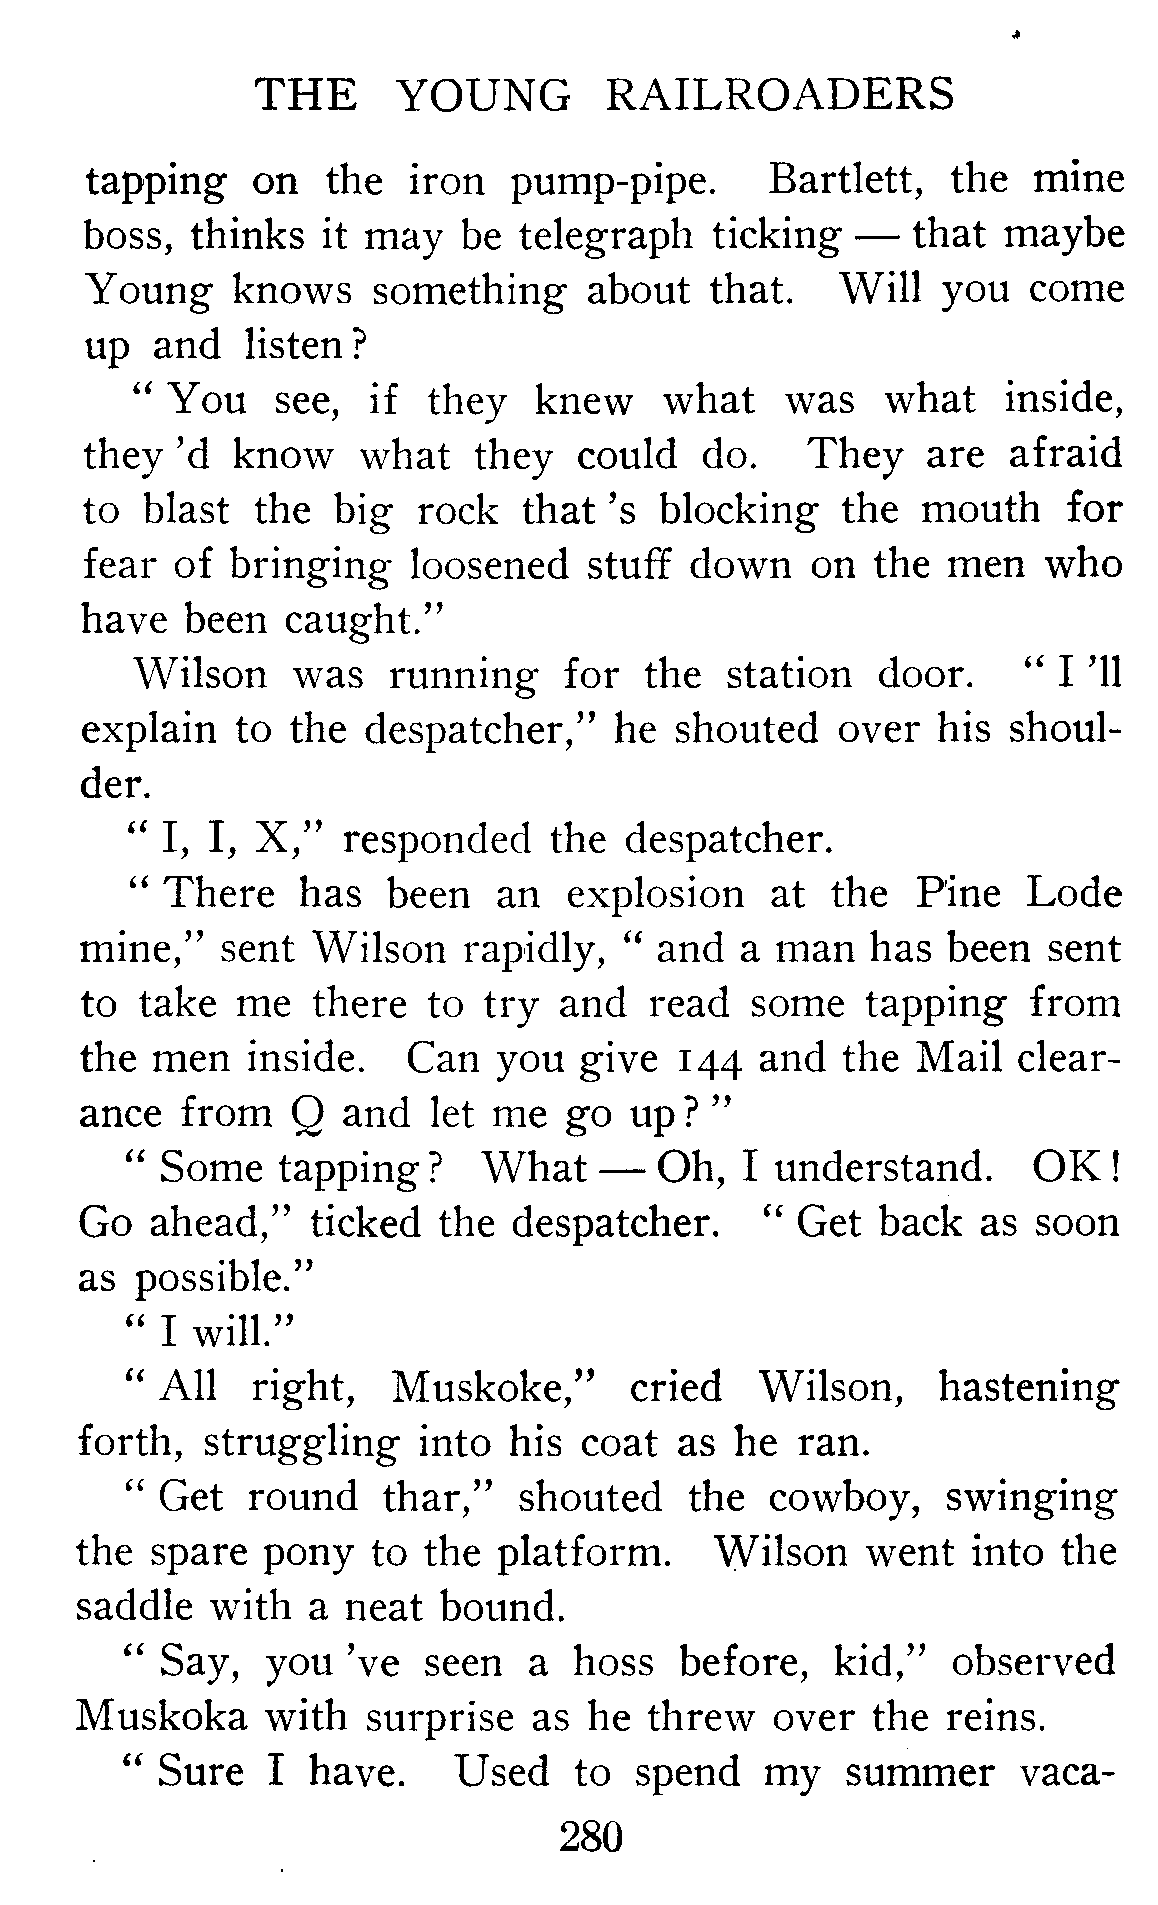 THE YOUNG RAILROADERS
tapping on the iron pump-pipe. Bartlett, the mine
boss, thinks it may be telegraph ticking — that maybe
Young knows something about that. Will you come
up and listen?
“ You see, if they knew what was what inside,
they ’d know what they could do. They are afraid
to blast the big rock that ’s blocking the mouth for
fear of bringing loosened stuff down on the men who
have been caught.”
Wilson was running for the station door. “ I ’ll
explain to the despatcher,” he shouted over his shoul-
der.
“ I, I, X,” responded the despatcher.
“ There has been an explosion at the Pine Lode
mine,” sent Wilson rapidly, “ and a man has been sent
to take me there to try and read some tapping from
the men inside. Can you give 144 and the Mail clear-
ance from Q and let me go up? ”
“ Some tapping? What — Oh, I understand. OK!
Go ahead,” ticked the despatcher. “ Get back as soon
as possible.”
“ I will.”
“ All right, Muskoke,” cried Wilson, hastening
forth, struggling into his coat as he ran.
“ Get round thar,” shouted the cowboy, swinging
the spare pony to the platform. Wilson went into the
saddle with a neat bound.
“ Say, you ’ve seen a hoss before, kid,” observed
Muskoka with surprise as he threw over the reins.
“ Sure I have. Used to spend my summer vaca-
280